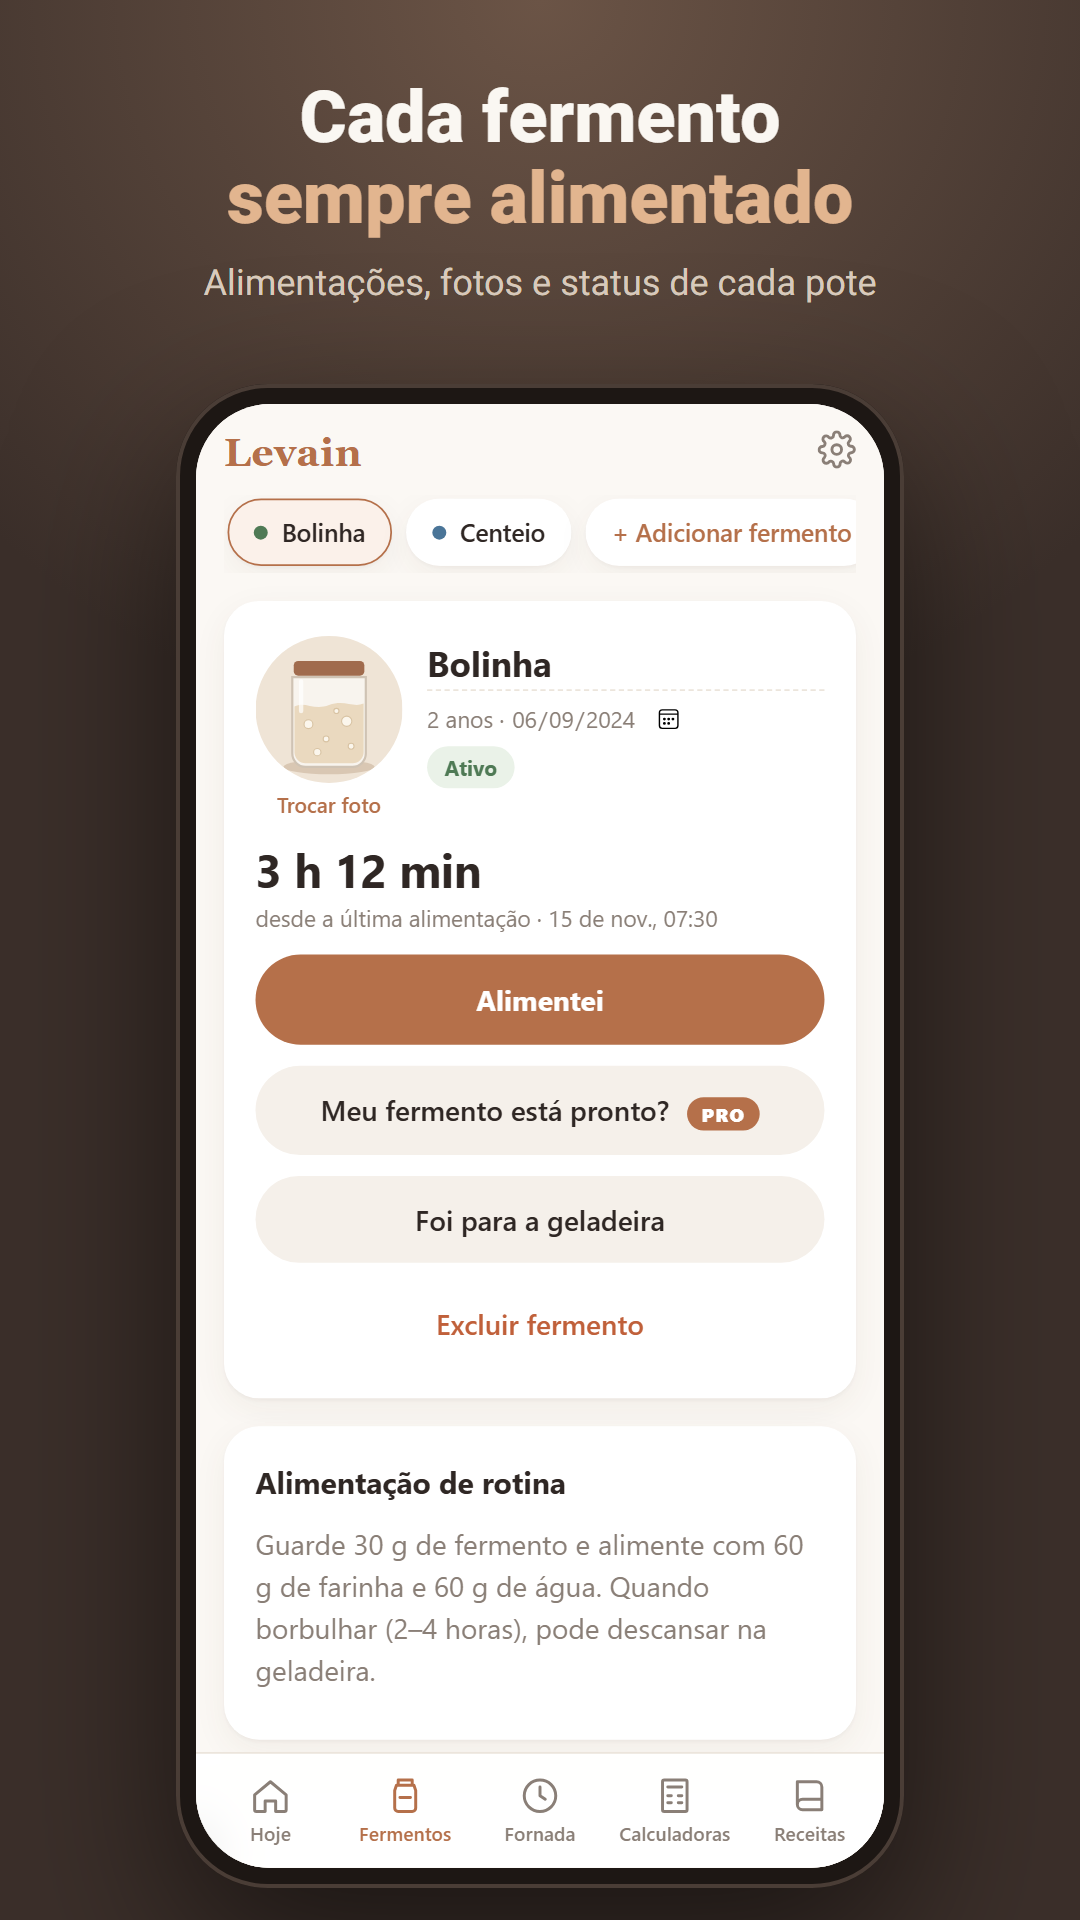 Cada fermento
sempre alimentado
Alimentações, fotos e status de cada pote
Levain
Bolinha
Centeio
+ Adicionar fermento
Bolinha
2 anos · 06/09/2024
Ativo
Trocar foto
3 h 12 min
desde a última alimentação · 15 de nov., 07:30
Alimentei
Meu fermento está pronto? PRO
Foi para a geladeira
Excluir fermento
Alimentação de rotina
Guarde 30 g de fermento e alimente com 60
g de farinha e 60 g de água. Quando
borbulhar (2–4 horas), pode descansar na
geladeira.
Hoje
Fermentos
Fornada
Calculadoras
Receitas